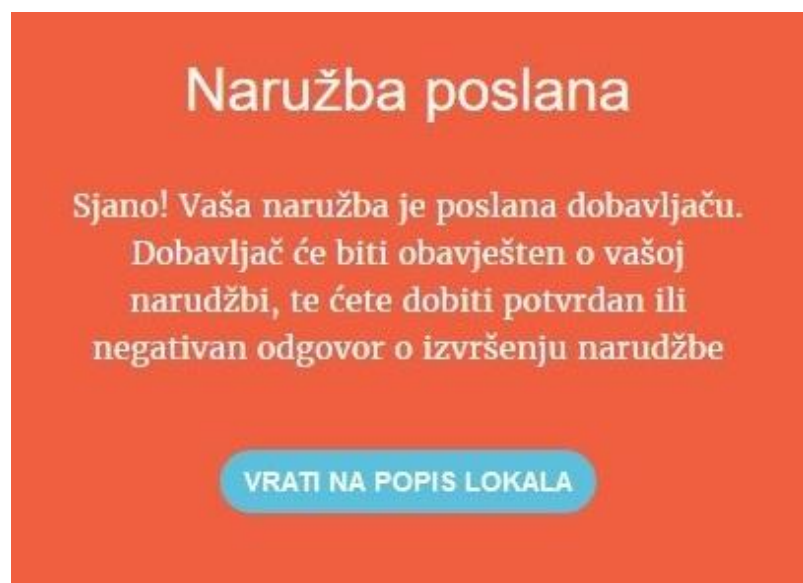 Naružba poslana
Sjano! Vaša naružba je poslana dobavljaču.
Dobavljač će biti obavješten o vašoj
narudžbi, te ćete dobiti potvrdan ili
negativan odgovor o izvršenju narudžbe
VRATI NA POPIS LOKALA